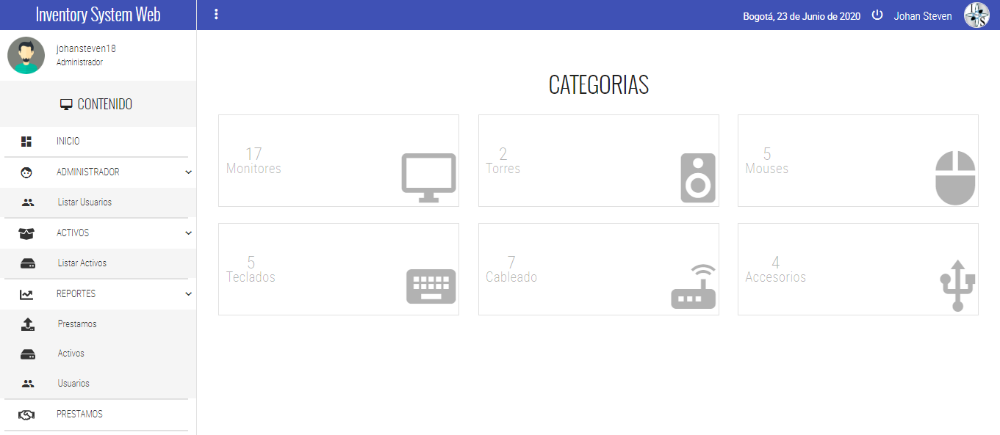 Inventory System Web
Bogotá, 23 de Junio de 2020
Johan Steven
johansteven18
Administrador
CONTENIDO
INICIO
ADMINISTRADOR
Listar Usuarios
ACTIVOS
Listar Activos
REPORTES
Prestamos
Activos
Usuarios
PRESTAMOS
CATEGORIAS
17
Monitores
2
Torres
5
Mouses
5
Teclados
7
Cableado
4
Accesorios